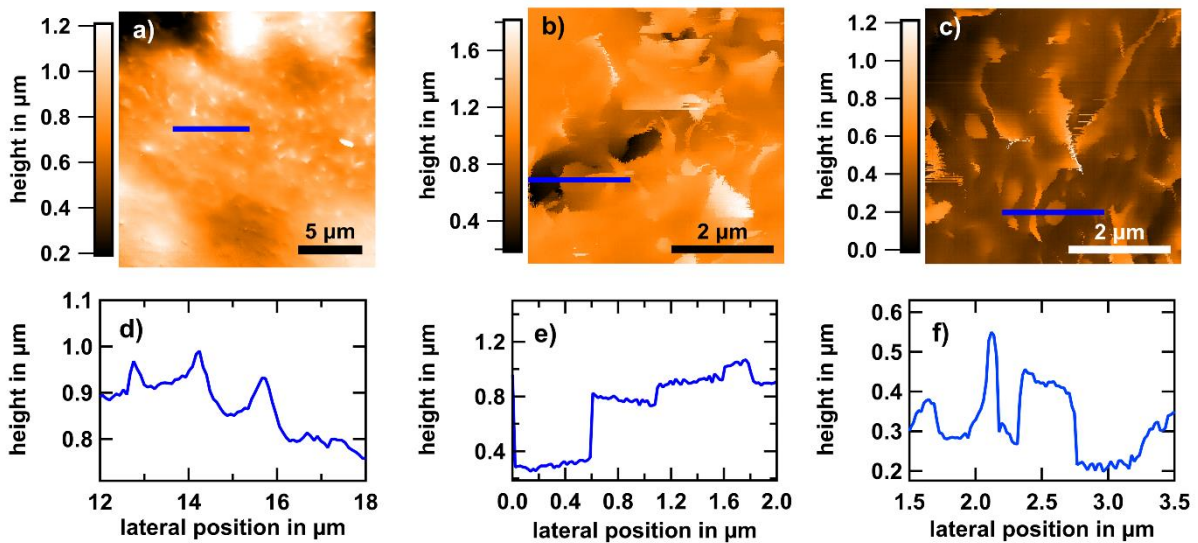 a)
height in µm
1.2
1.0
0.8
0.6
0.4
0.2
5 µm
b)
height in µm
1.6
1.2
0.8
0.4
2 µm
c)
height in µm
1.2
1.0
0.8
0.6
0.4
0.2
0.0
2 µm
d)
height in µm
1.1
1.0
0.9
0.8
12 14 16 18
lateral position in µm
e)
height in µm
1.2
0.8
0.4
0.0 0.4 0.8 1.2 1.6 2.0
lateral position in µm
f)
height in µm
0.6
0.5
0.4
0.3
0.2
1.5 2.0 2.5 3.0 3.5
lateral position in µm